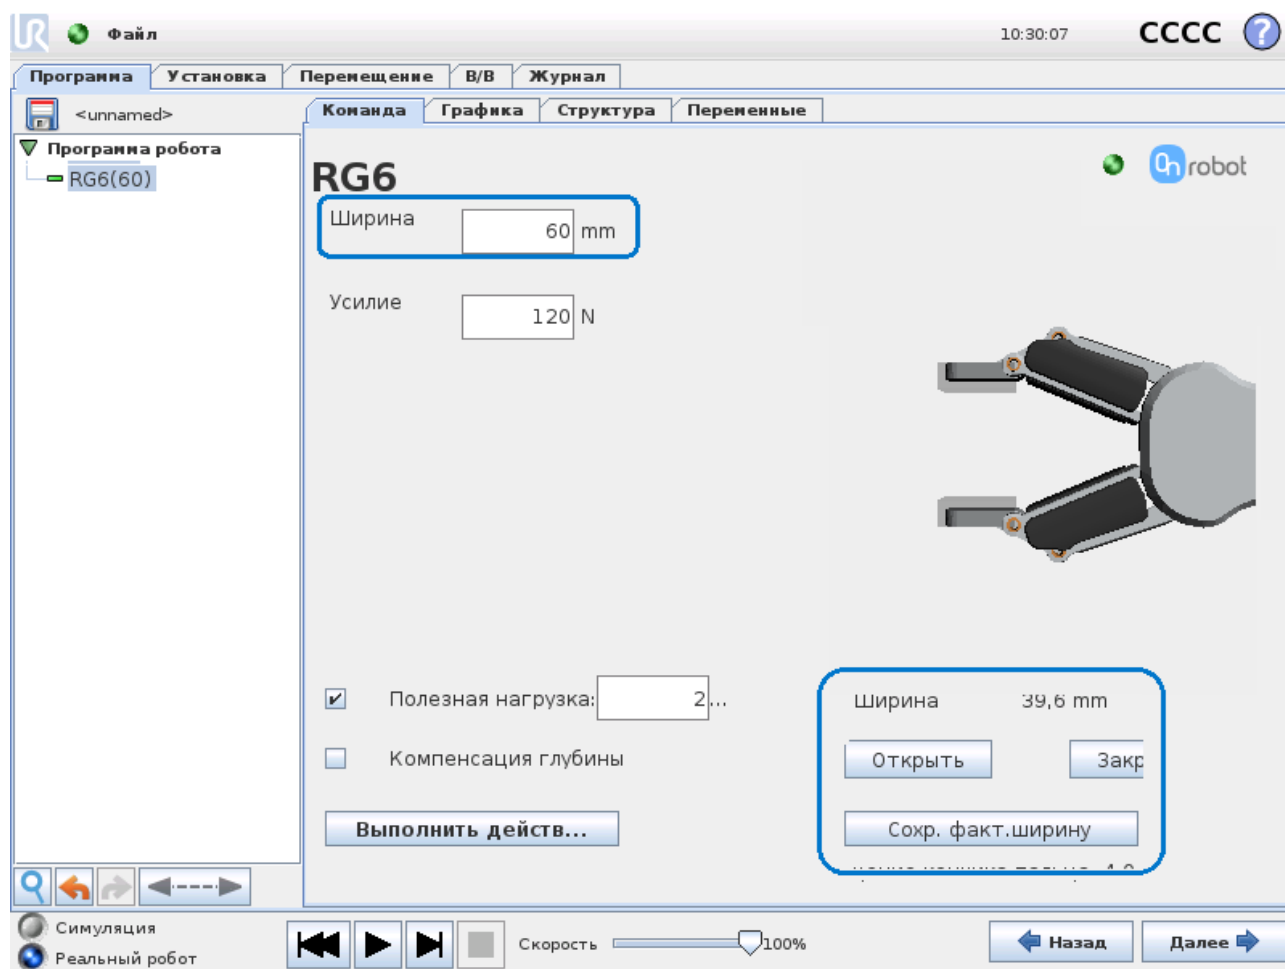 UR Файл 10:30:07 CCCC ?
Программа Установка Перемещение В/В Журнал
<unnamed>
Команда Графика Структура Переменные
Программа робота
RG6(60)
RG6
On robot
Ширина 60 mm
Усилие 120 N
Полезная нагрузка: 2...
Компенсация глубины
Выполнить действ...
Ширина 39,6 mm
Открыть Закр
Сохр. факт.ширину
Симуляция
Реальный робот
Скорость 100%
Назад Далее